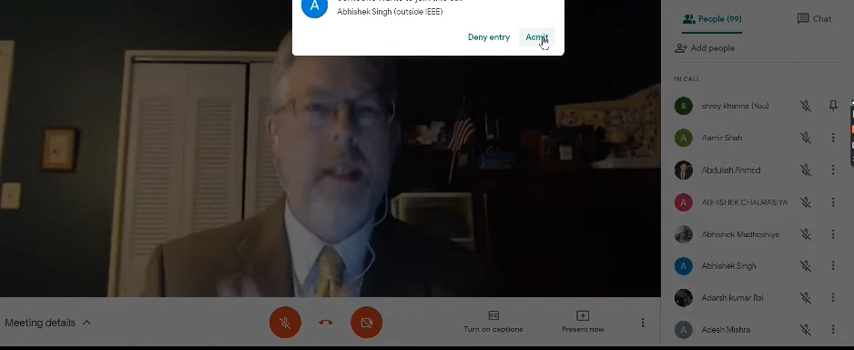 A
Abhishek Singh (outside IEEE)
Deny entry
Admit
People (99)
Chat
Add people
IN CALL
S
shrey khanna (You)
A
Aamir Shah
Abdullah Ahmed
A
ABHISHEK CHAURASIYA
Abhishek Madheshiya
A
Abhishek Singh
Adarsh kumar Rai
A
Adesh Mishra
Meeting details
Turn on captions
Present now